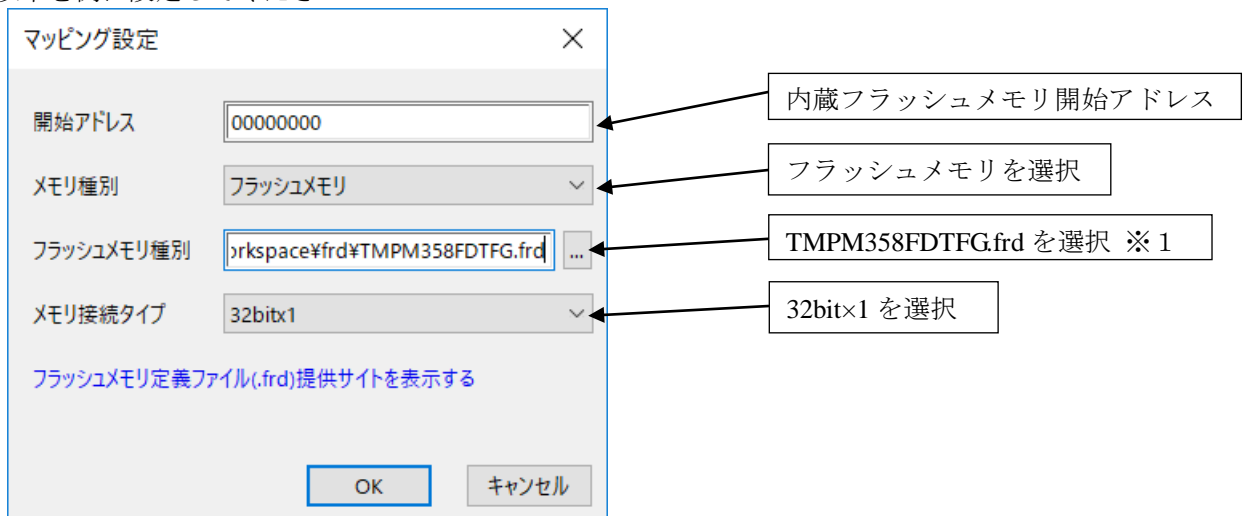 マッピング設定
開始アドレス 00000000
内蔵フラッシュメモリ開始アドレス
メモリ種別 フラッシュメモリ
フラッシュメモリを選択
フラッシュメモリ種別 orkspace¥frd¥TMPM358FDTFG.frd ...
TMPM358FDTFG.frd を選択 ※1
メモリ接続タイプ 32bitx1
32bit×1 を選択
フラッシュメモリ定義ファイル(.frd)提供サイトを表示する
OK キャンセル